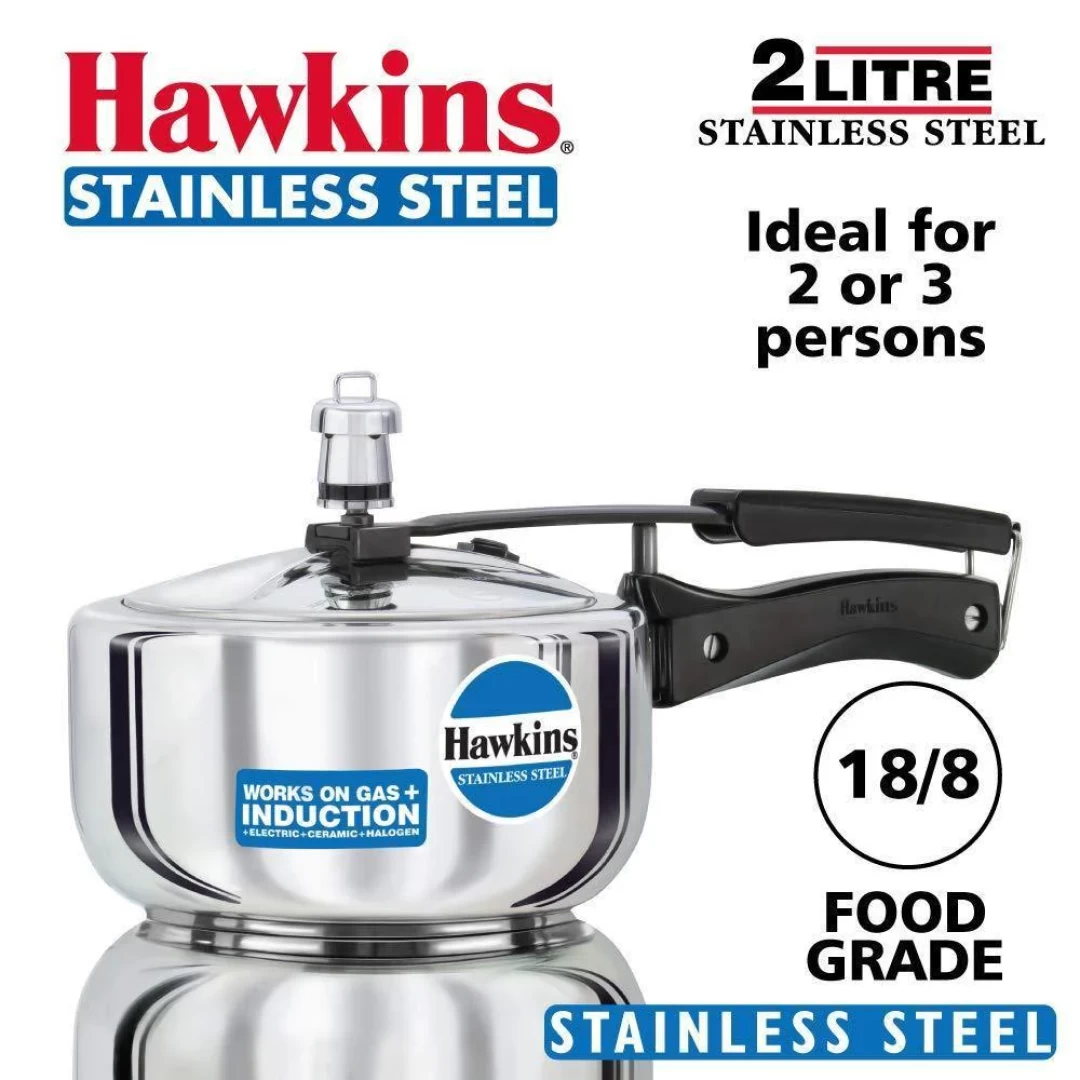 Hawkins®
STAINLESS STEEL
2 LITRE
STAINLESS STEEL
Ideal for
2 or 3
persons
Hawkins
Hawkins®
STAINLESS STEEL
WORKS ON GAS +
INDUCTION
+ELECTRIC+CERAMIC+HALOGEN
18/8
FOOD
GRADE
STAINLESS STEEL